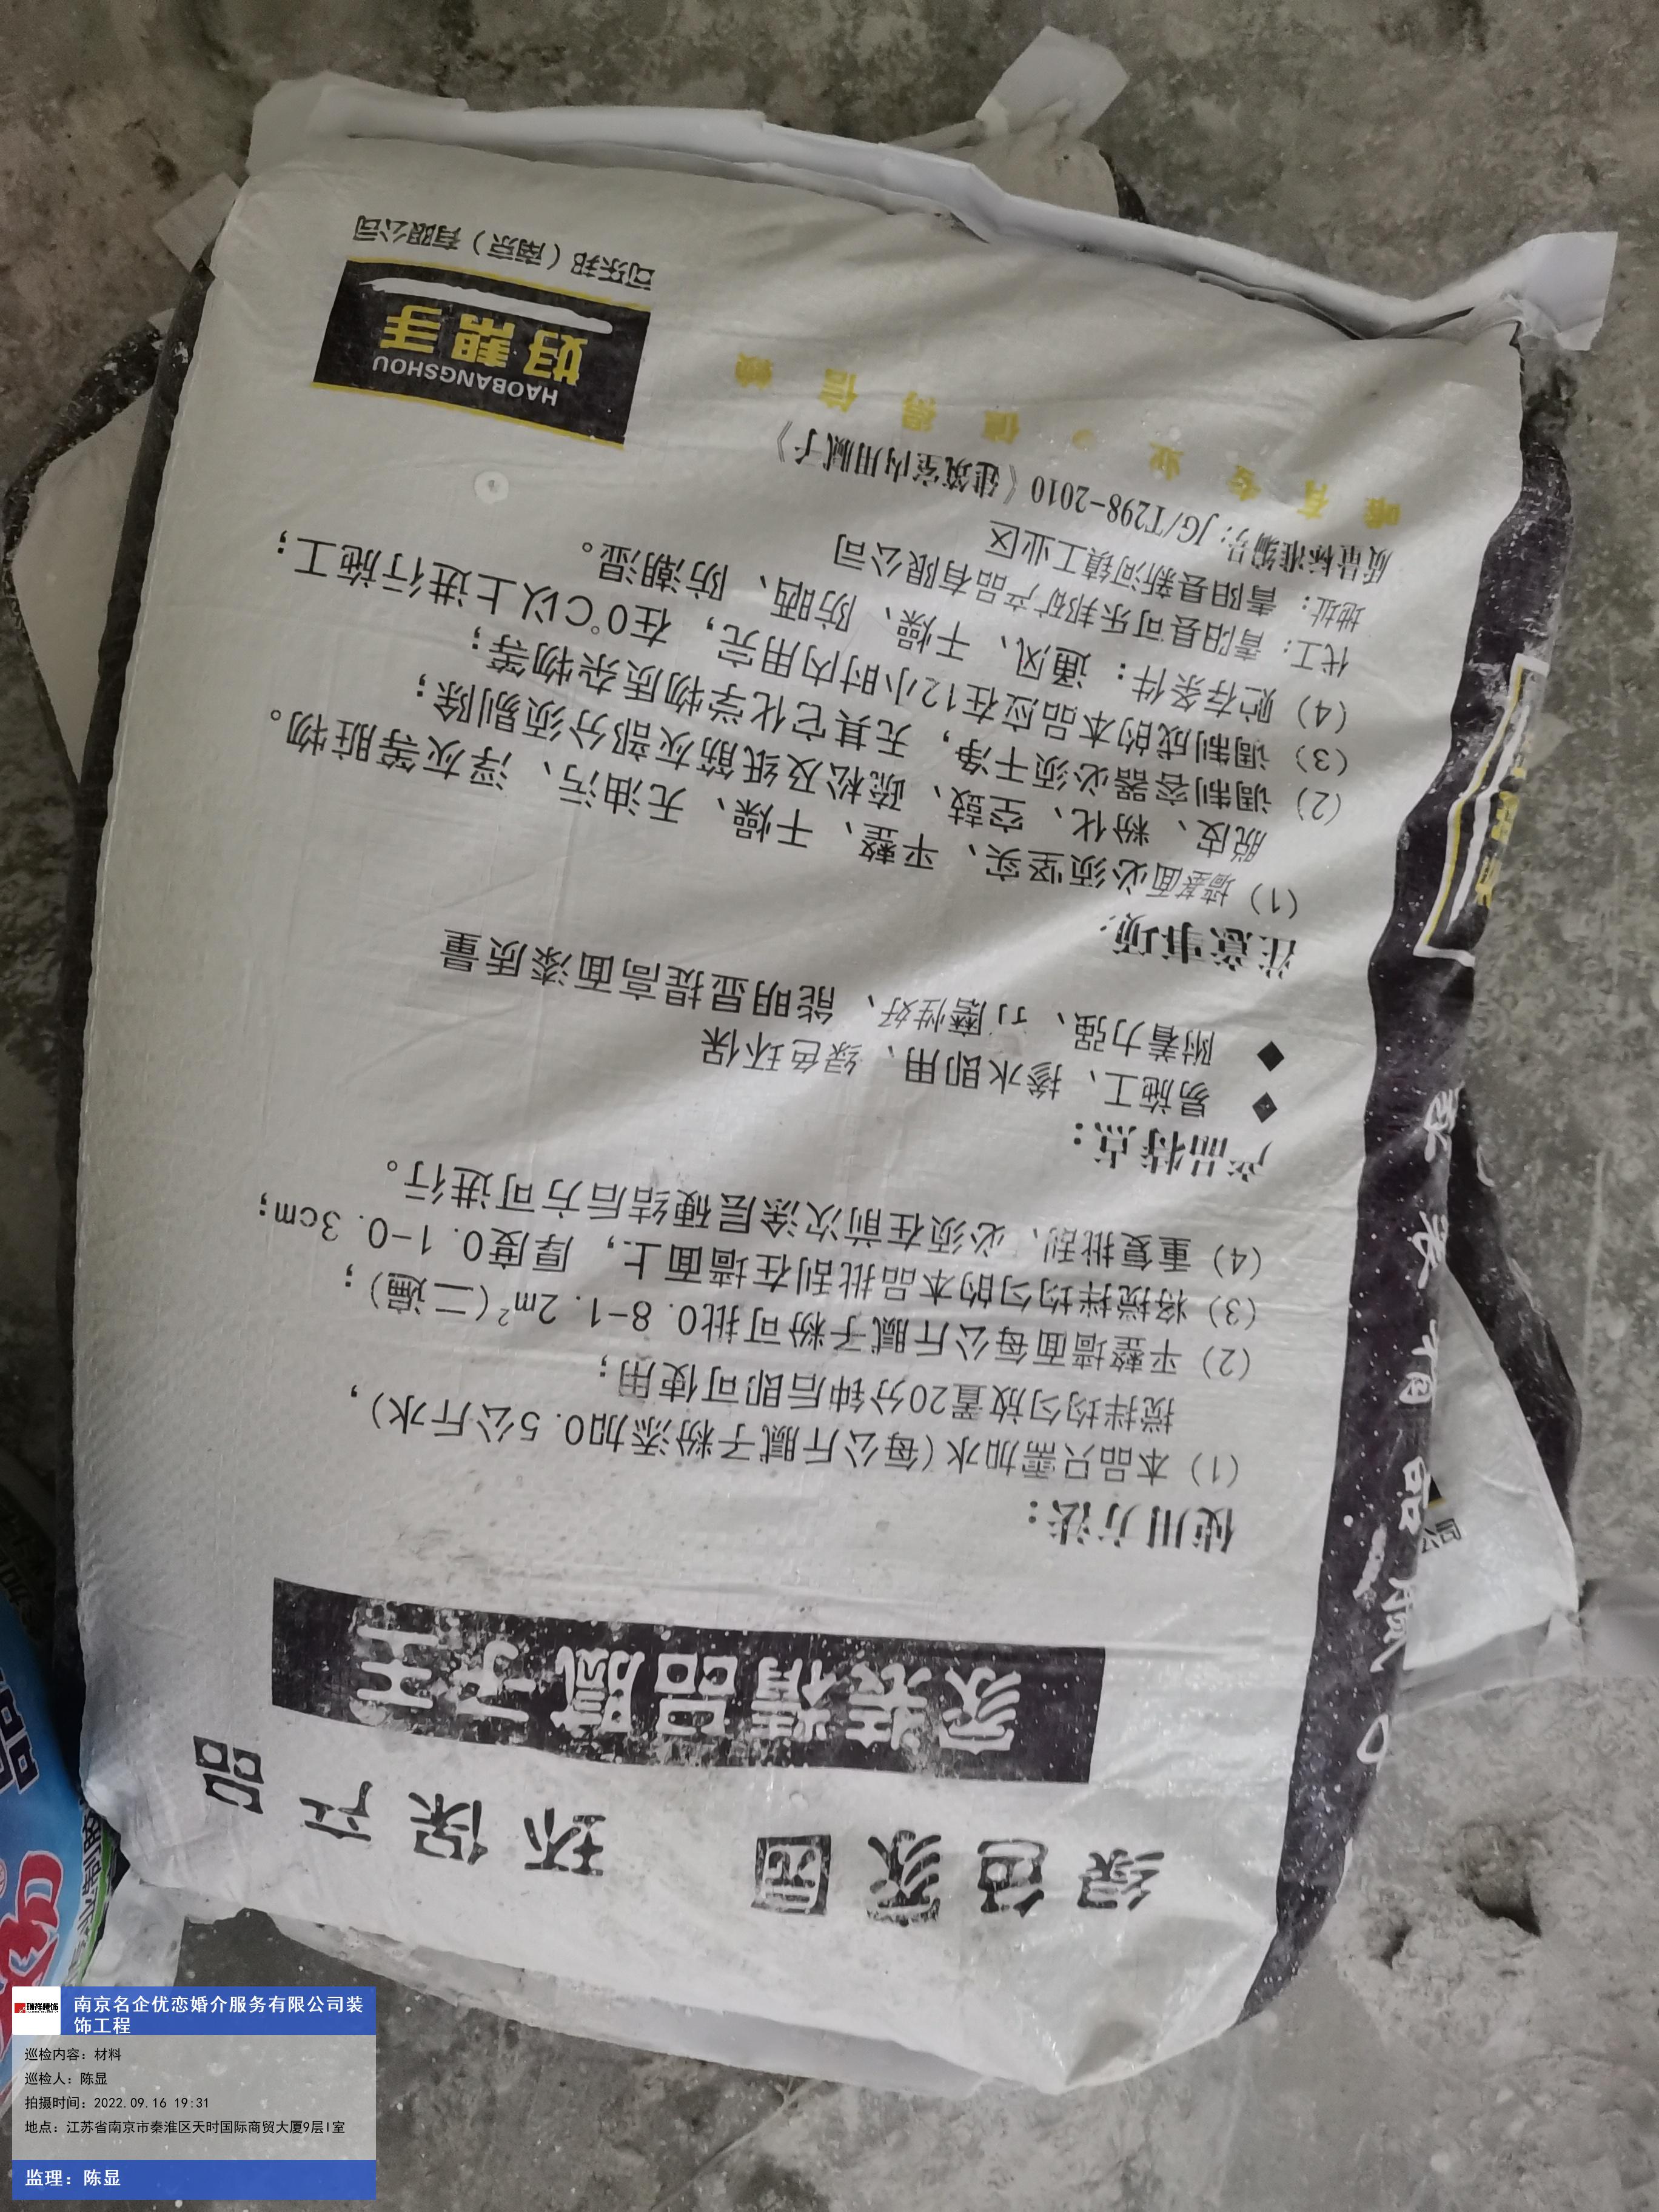 绿色家园 环保产品
家装精品腻子王
使用方法：
(1) 本品只需加水(每公斤腻子粉添加0.5公斤水)，
搅拌均匀放置20分钟后即可使用；
(2) 平整墙面每公斤腻子粉可批0.8-1.2m²(二遍)；
(3) 将搅拌均匀的本品批刮在墙面上，厚度0.1-0.3cm；
(4) 重复批刮、必须在前次涂层硬结后方可进行。
产品特点：
◆ 易施工、掺水即用、绿色环保
◆ 附着力强、打磨性好、能明显提高面漆质量
注意事项：
(1) 墙基面必须坚实、平整、干燥、无油污、浮灰等脏物。
脱皮、粉化、空鼓、疏松及纸筋灰部分须剔除；
(2) 调制容器必须干净，无其它化学物质杂物等；
(3) 调制成的本品应在12小时内用完，在0℃以上进行施工；
(4) 贮存条件：通风、干燥、防晒、防潮湿。
代工：青阳县可乐邦矿产品有限公司
地址：青阳县新河镇工业区
质量标准编号：JG/T298-2010《建筑室内用腻子》
唯有专业 值得信赖
HAOBANGSHOU
好帮手
可乐邦（南京）有限公司
家装精品腻
南京名企优恋婚介服务有限公司装
饰工程
巡检内容：材料
巡检人：陈显
拍摄时间：2022.09.16 19:31
地点：江苏省南京市秦淮区天时国际商贸大厦9层I室
监理：陈显